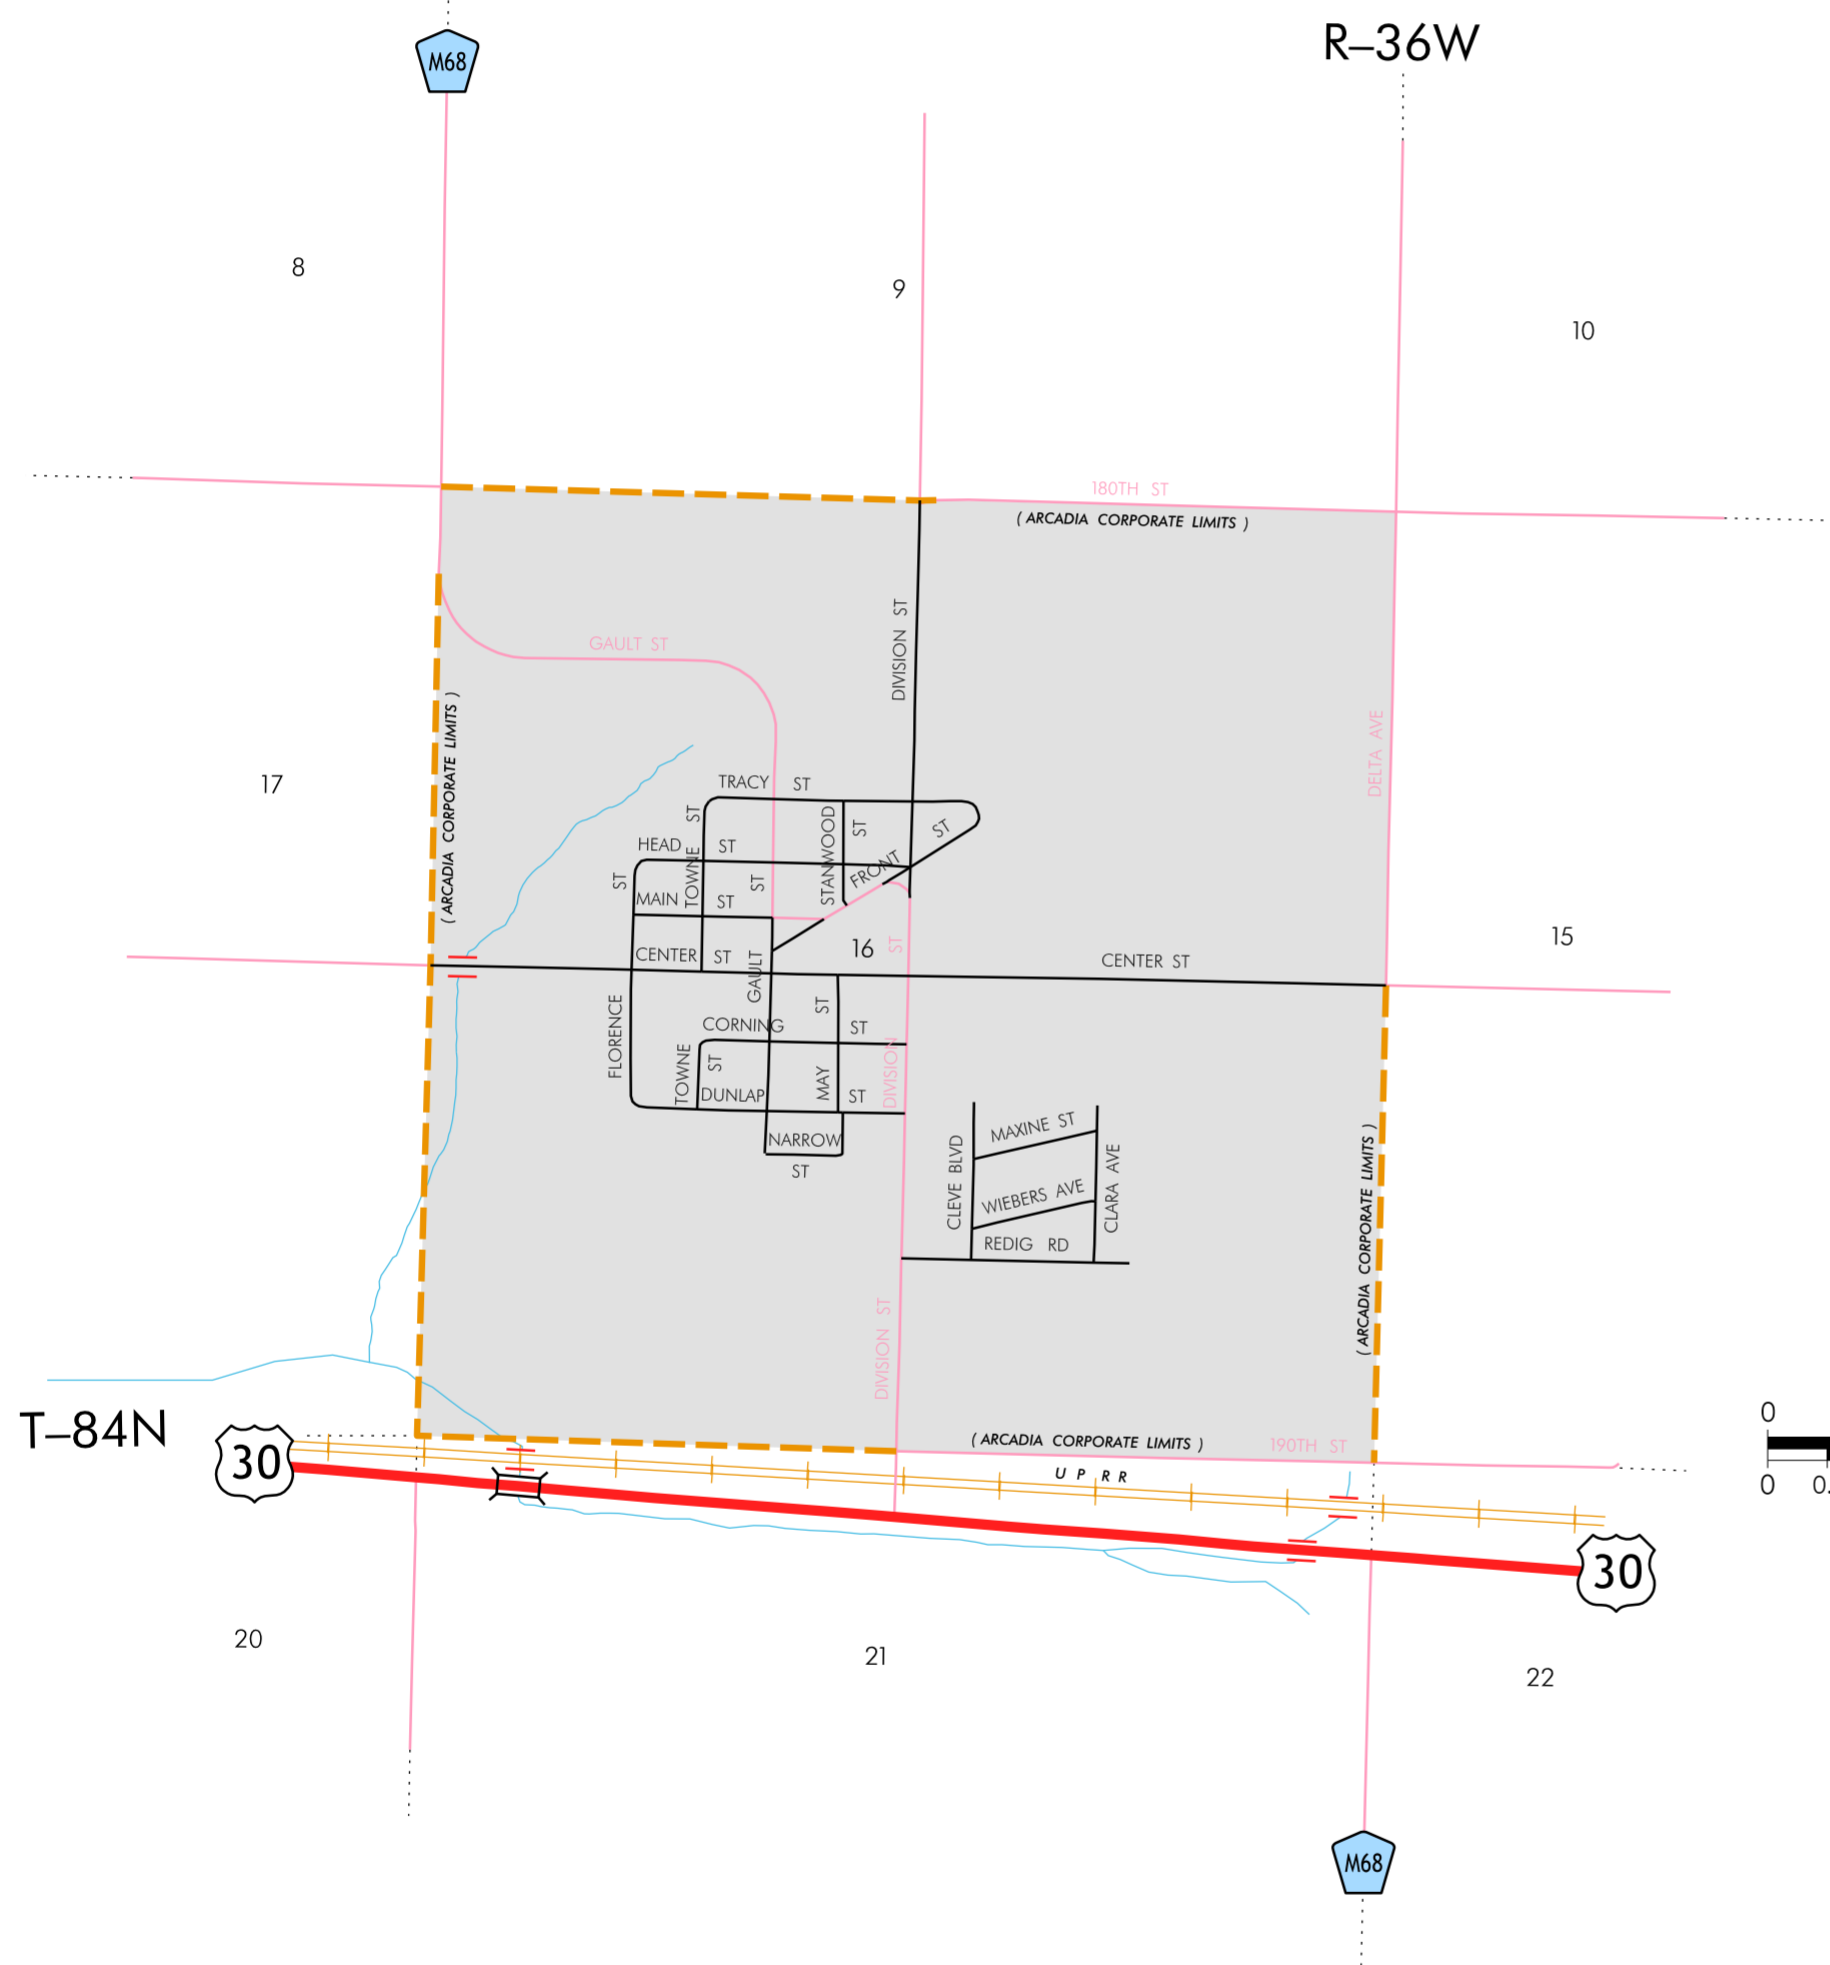 R–36W
M68
8
9
10
180TH ST
( ARCADIA CORPORATE LIMITS )
DIVISION ST
GAULT ST
( ARCADIA CORPORATE LIMITS )
DELTA AVE
17
TRACY ST
TOWNE ST
STANWOOD ST
FRONT ST
HEAD ST
FLORENCE ST
MAIN ST
GAULT ST
16
15
DIVISION ST
CENTER ST
CENTER ST
CORNING ST
MAY ST
TOWNE ST
DUNLAP ST
NARROW ST
CLEVE BLVD
MAXINE ST
WIEBERS AVE
CLARA AVE
REDIG RD
( ARCADIA CORPORATE LIMITS )
DIVISION ST
T–84N
30
( ARCADIA CORPORATE LIMITS )
190TH ST
U P R R
0
0 0.
30
20
21
22
M68